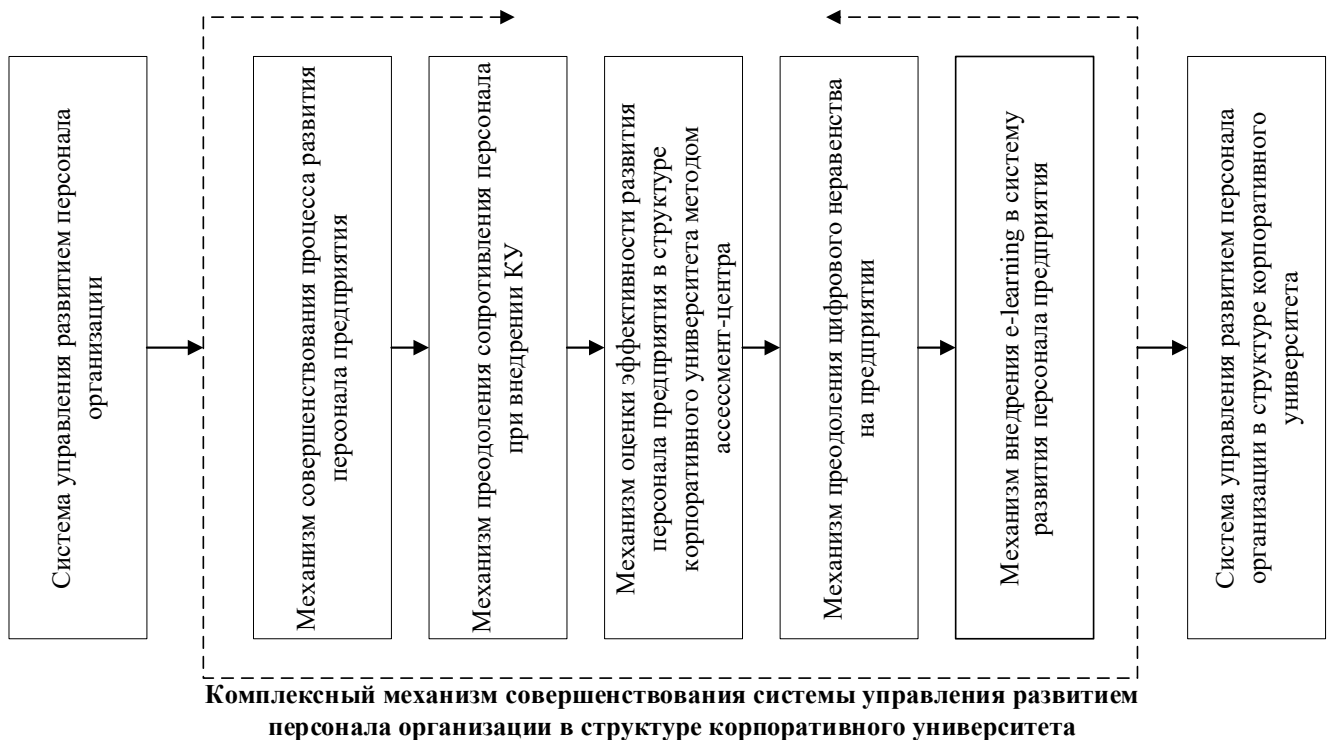 Система управления развитием персонала
организации
Механизм совершенствования процесса развития
персонала предприятия
Механизм преодоления сопротивления персонала
при внедрении КУ
Механизм оценки эффективности развития
персонала предприятия в структуре
корпоративного университета методом
ассессмент-центра
Механизм преодоления цифрового неравенства
на предприятии
Механизм внедрения e-learning в систему
развития персонала предприятия
Система управления развитием персонала
организации в структуре корпоративного
университета
Комплексный механизм совершенствования системы управления развитием
персонала организации в структуре корпоративного университета